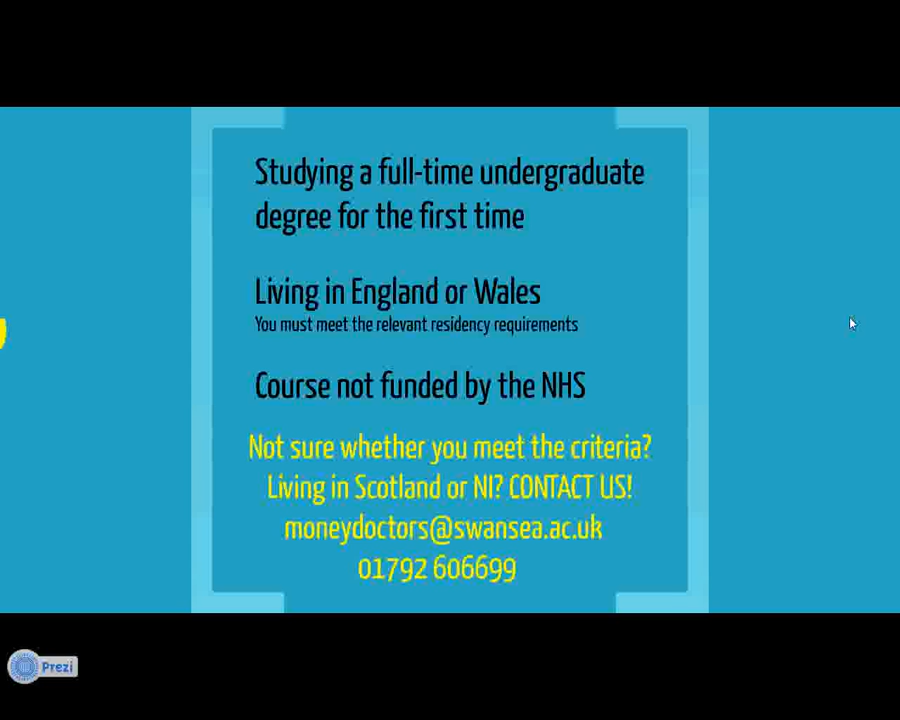 Studying a full-time undergraduate
degree for the first time
Living in England or Wales
You must meet the relevant residency requirements
Course not funded by the NHS
Not sure whether you meet the criteria?
Living in Scotland or NI? CONTACT US!
moneydoctors@swansea.ac.uk
01792 606699
Prezi